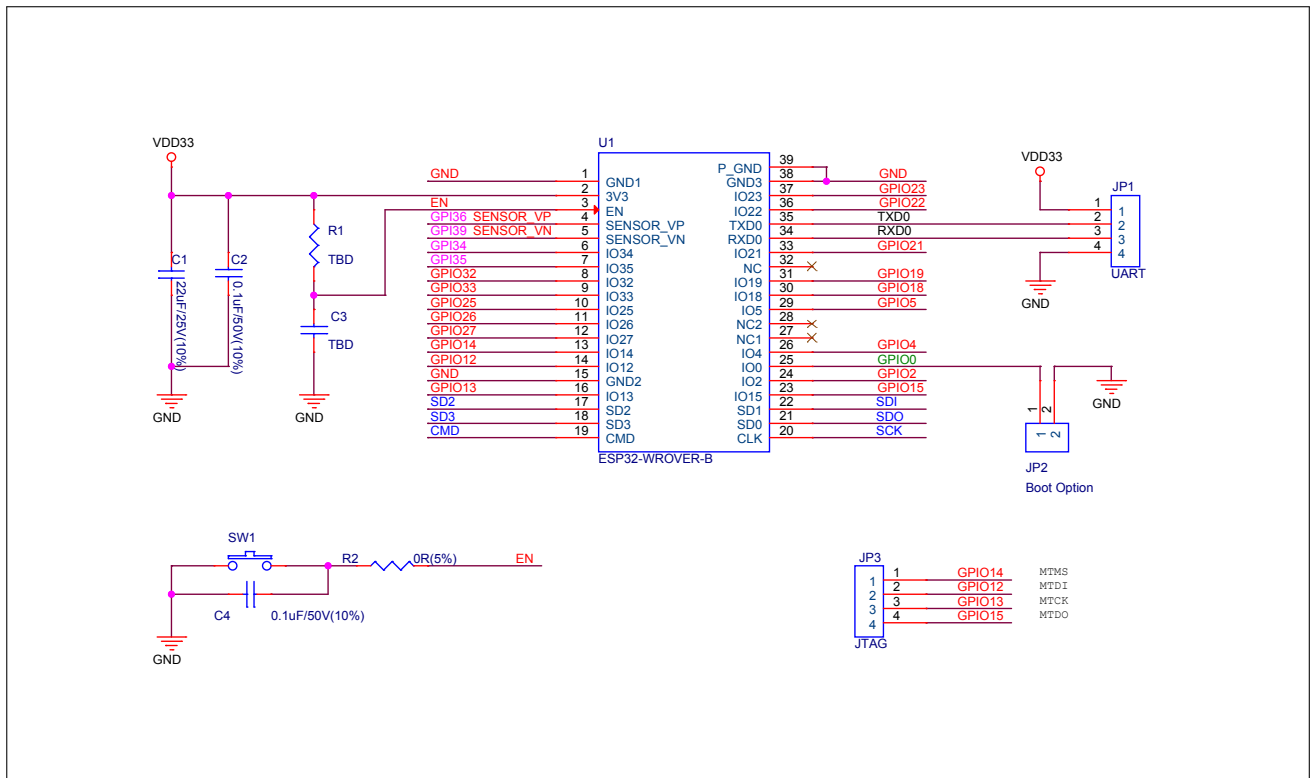 VDD33
C1
22uF/25V(10%)
C2
0.1uF/50V(10%)
R1
TBD
C3
TBD
GND
GND
U1
GND 1 GND1
2 3V3
EN 3 EN
GPI36 SENSOR_VP 4 SENSOR_VP
GPI39 SENSOR_VN 5 SENSOR_VN
GPI34 6 IO34
GPI35 7 IO35
GPIO32 8 IO32
GPIO33 9 IO33
GPIO25 10 IO25
GPIO26 11 IO26
GPIO27 12 IO27
GPIO14 13 IO14
GPIO12 14 IO12
GND 15 GND2
GPIO13 16 IO13
SD2 17 SD2
SD3 18 SD3
CMD 19 CMD
P_GND 39
GND3 38 GND
IO23 37 GPIO23
IO22 36 GPIO22
TXD0 35 TXD0
RXD0 34 RXD0
IO21 33 GPIO21
NC 32
IO19 31 GPIO19
IO18 30 GPIO18
IO5 29 GPIO5
NC2 28
NC1 27
IO4 26 GPIO4
IO0 25 GPIO0
IO2 24 GPIO2
IO15 23 GPIO15
SD1 22 SDI
SD0 21 SDO
CLK 20 SCK
ESP32-WROVER-B
VDD33
JP1
1 1
2 2
3 3
4 4
UART
GND
GND
1 2
1 2
JP2
Boot Option
SW1
R2 0R(5%) EN
C4 0.1uF/50V(10%)
GND
JP3
1 1 GPIO14 MTMS
2 2 GPIO12 MTDI
3 3 GPIO13 MTCK
4 4 GPIO15 MTDO
JTAG